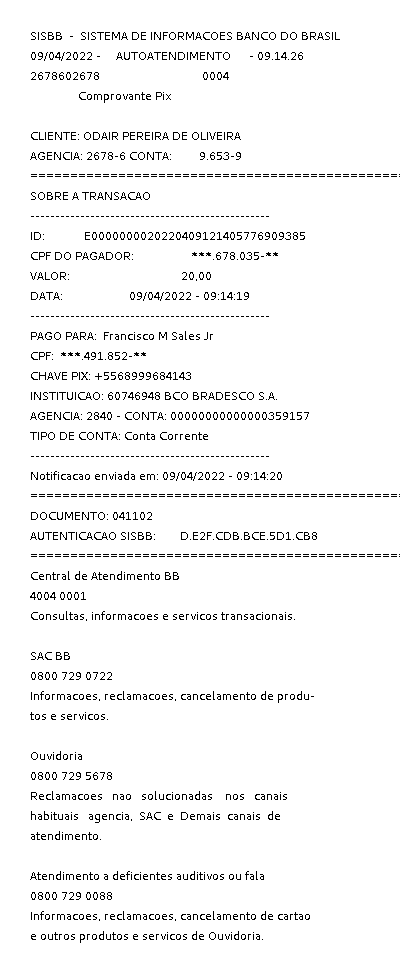 SISBB - SISTEMA DE INFORMACOES BANCO DO BRASIL
09/04/2022 - AUTOATENDIMENTO - 09.14.26
2678602678 0004
Comprovante Pix
CLIENTE: ODAIR PEREIRA DE OLIVEIRA
AGENCIA: 2678-6 CONTA: 9.653-9
================================================
SOBRE A TRANSACAO
------------------------------------------------
ID: E0000000020220409121405776909385
CPF DO PAGADOR: ***.678.035-**
VALOR: 20,00
DATA: 09/04/2022 - 09:14:19
------------------------------------------------
PAGO PARA: Francisco M Sales Jr
CPF: ***.491.852-**
CHAVE PIX: +5568999684143
INSTITUICAO: 60746948 BCO BRADESCO S.A.
AGENCIA: 2840 - CONTA: 00000000000000359157
TIPO DE CONTA: Conta Corrente
------------------------------------------------
Notificacao enviada em: 09/04/2022 - 09:14:20
================================================
DOCUMENTO: 041102
AUTENTICACAO SISBB: D.E2F.CDB.BCE.5D1.CB8
================================================
Central de Atendimento BB
4004 0001
Consultas, informacoes e servicos transacionais.
SAC BB
0800 729 0722
Informacoes, reclamacoes, cancelamento de produ-
tos e servicos.
Ouvidoria
0800 729 5678
Reclamacoes nao solucionadas nos canais
habituais agencia, SAC e Demais canais de
atendimento.
Atendimento a deficientes auditivos ou fala
0800 729 0088
Informacoes, reclamacoes, cancelamento de cartao
e outros produtos e servicos de Ouvidoria.